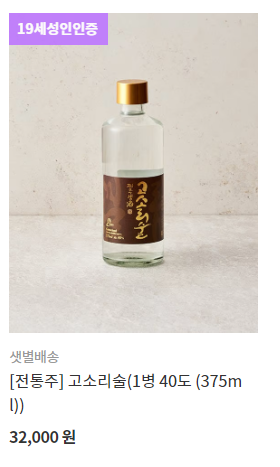 19세성인인증
고소리술
샛별배송
[전통주] 고소리술(1병 40도 (375m
l))
32,000 원